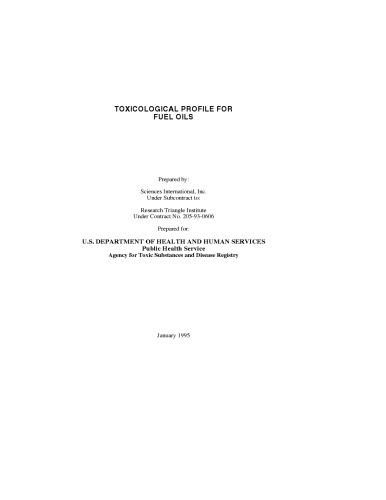 TOXICOLOGICAL PROFILE FOR
FUEL OILS
Prepared by:
Sciences International, Inc.
Under Subcontract to:
Research Triangle Institute
Under Contract No. 205-93-0606
Prepared for:
U.S. DEPARTMENT OF HEALTH AND HUMAN SERVICES
Public Health Service
Agency for Toxic Substances and Disease Registry
January 1995